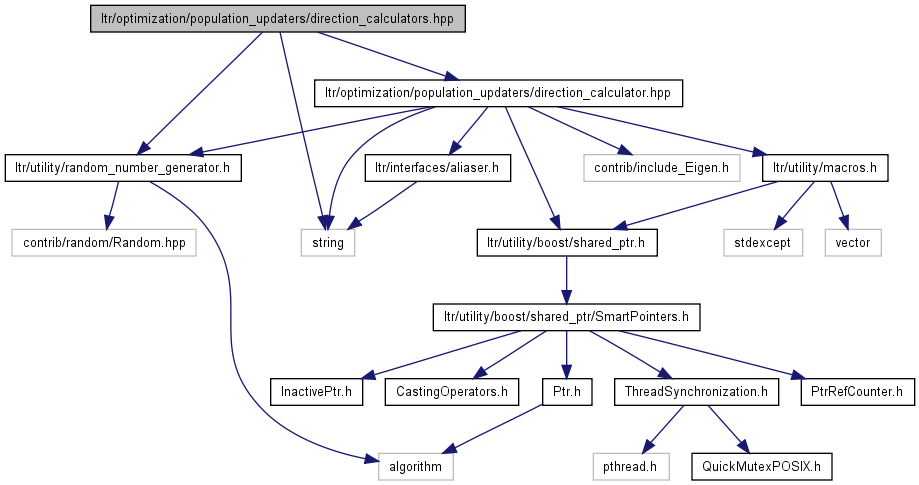 ltr/optimization/population_updaters/direction_calculators.hpp
ltr/optimization/population_updaters/direction_calculator.hpp
ltr/utility/random_number_generator.h
ltr/interfaces/aliaser.h
contrib/include_Eigen.h
ltr/utility/macros.h
contrib/random/Random.hpp
string
ltr/utility/boost/shared_ptr.h
stdexcept
vector
ltr/utility/boost/shared_ptr/SmartPointers.h
InactivePtr.h
CastingOperators.h
Ptr.h
ThreadSynchronization.h
PtrRefCounter.h
algorithm
pthread.h
QuickMutexPOSIX.h